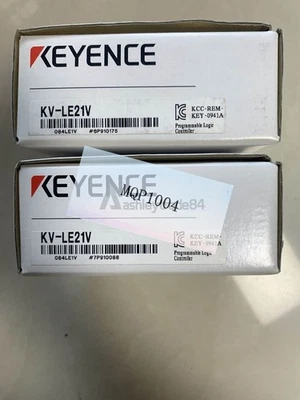 KEYENCE
KV-LE21V
084LE1V #6P910175
KCC-REM-
KEY-0941A
Programmable Logic
Controller
KEYENCE
MQP1004
KV-LE21V
084LE1V #7P910088
KCC-REM-
KEY-0941A
Programmable Logic
Controller